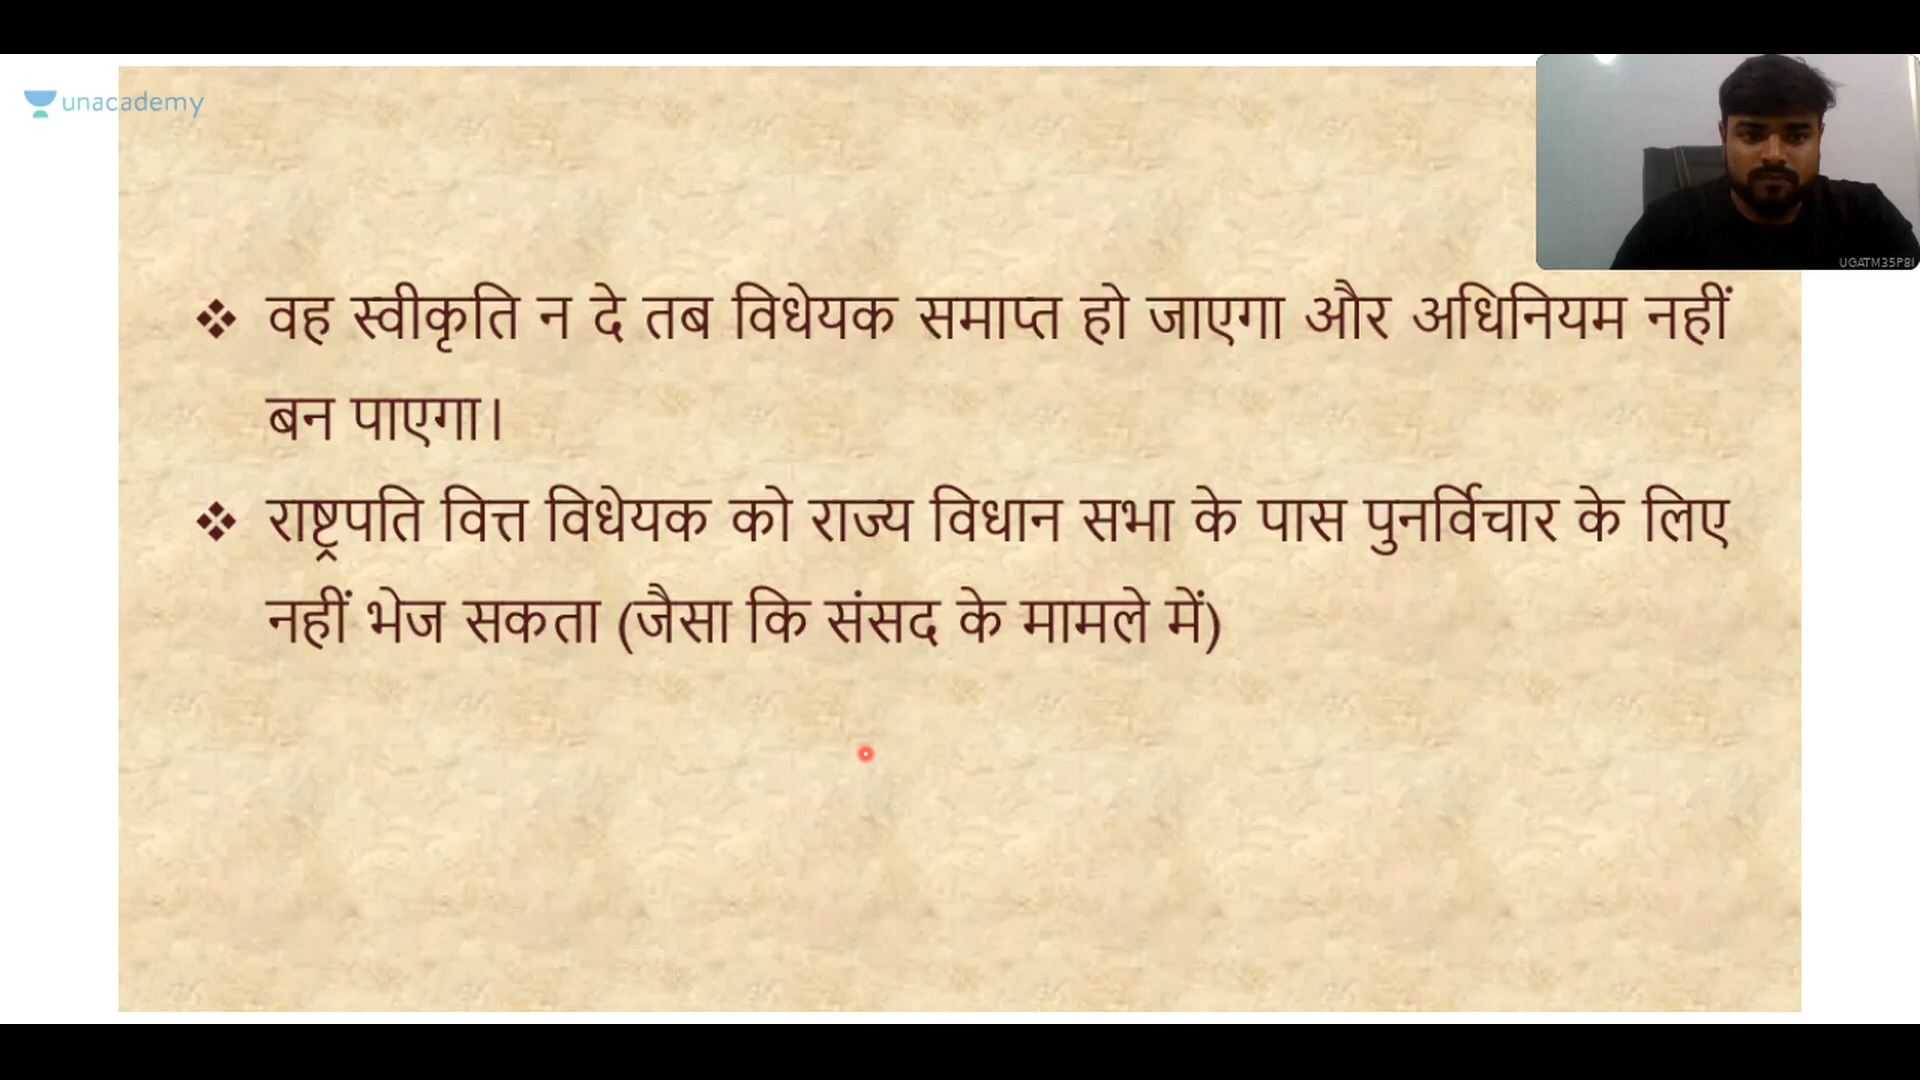 unacademy
UGATM35P8I
❖ वह स्वीकृति न दे तब विधेयक समाप्त हो जाएगा और अधिनियम नहीं
बन पाएगा।
❖ राष्ट्रपति वित्त विधेयक को राज्य विधान सभा के पास पुनर्विचार के लिए
नहीं भेज सकता (जैसा कि संसद के मामले में)